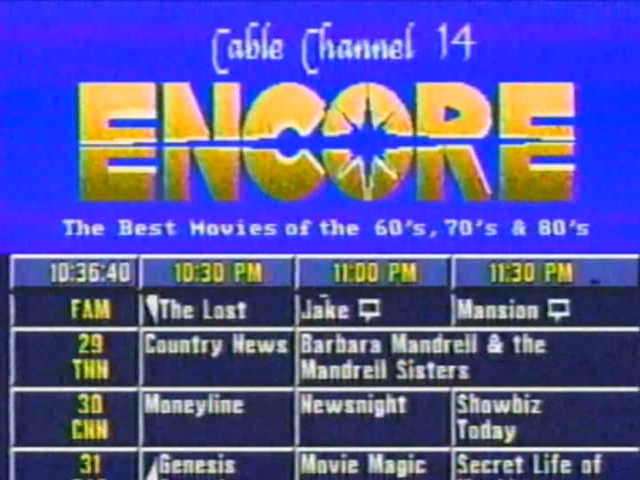 Cable Channel 14
ENCORE
The Best Movies of the 60's, 70's & 80's
10:36:40 10:30 PM 11:00 PM 11:30 PM
FAM The Lost Jake Mansion
29 Country News Barbara Mandrell & the
TNN Mandrell Sisters
30 Moneyline Newsnight Showbiz
CNN Today
31 Genesis Movie Magic Secret Life of